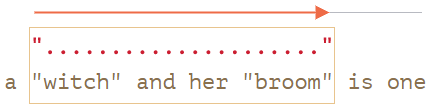 "....................."
a "witch" and her "broom" is one